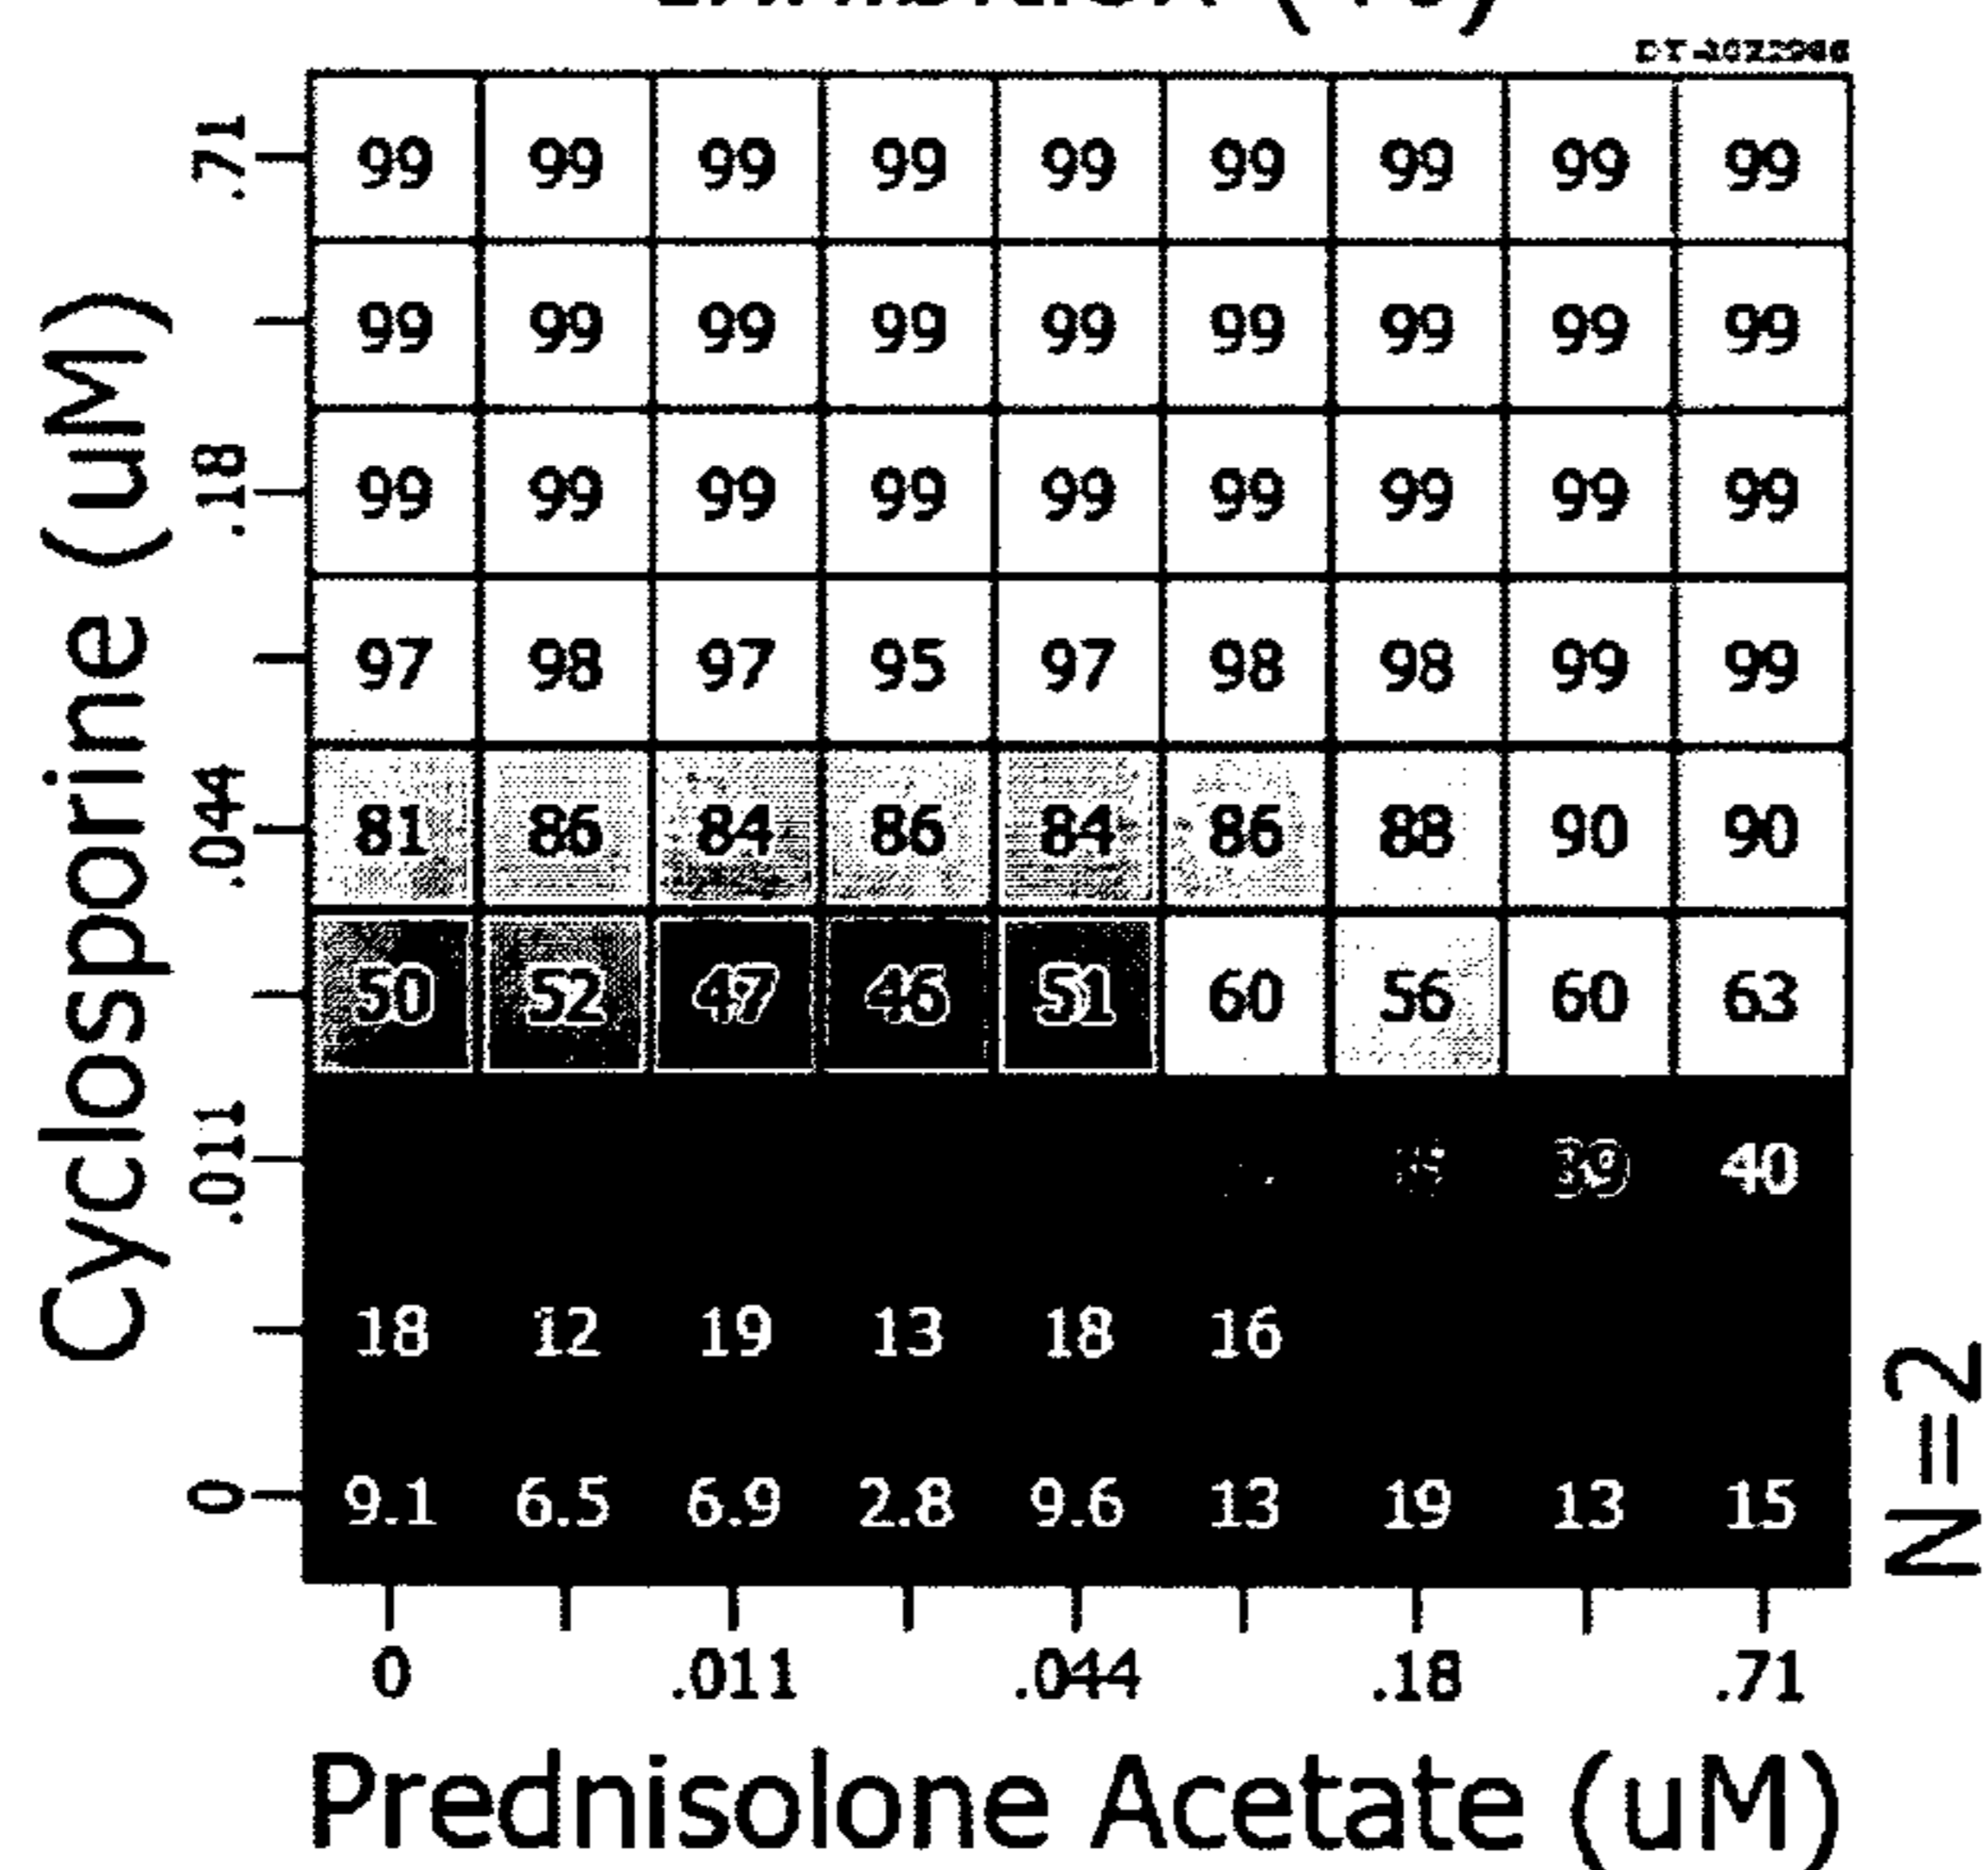 .71 99 99 99 99 99 99 99 99 99
99 99 99 99 99 99 99 99 99
.18 99 99 99 99 99 99 99 99 99
97 98 97 95 97 98 98 99 99
.044 81 86 84 86 84 86 88 90 90
50 52 47 46 51 60 56 60 63
.011 39 40
18 12 19 13 18 16
0 9.1 6.5 6.9 2.8 9.6 13 19 13 15
0 .011 .044 .18 .71
Prednisolone Acetate (uM)
Cyclosporine (uM)
N=2